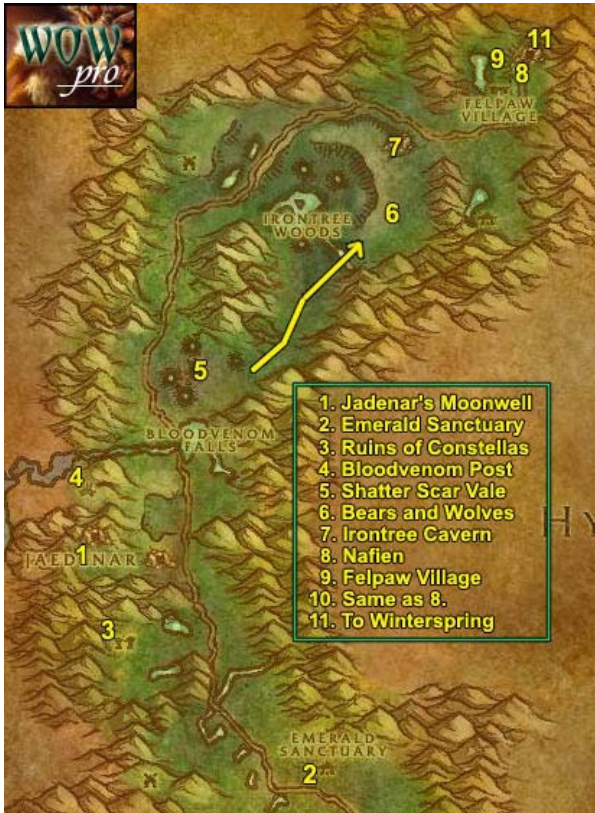 WOW
pro
11
9
8
FELPAW
VILLAGE
7
6
IRONTREE
WOODS
5
BLOODVENOM
FALLS
4
1
JAEDENAR
3
EMERALD
SANCTUARY
2
HY
1. Jadenar's Moonwell
2. Emerald Sanctuary
3. Ruins of Constellas
4. Bloodvenom Post
5. Shatter Scar Vale
6. Bears and Wolves
7. Irontree Cavern
8. Nafien
9. Felpaw Village
10. Same as 8.
11. To Winterspring